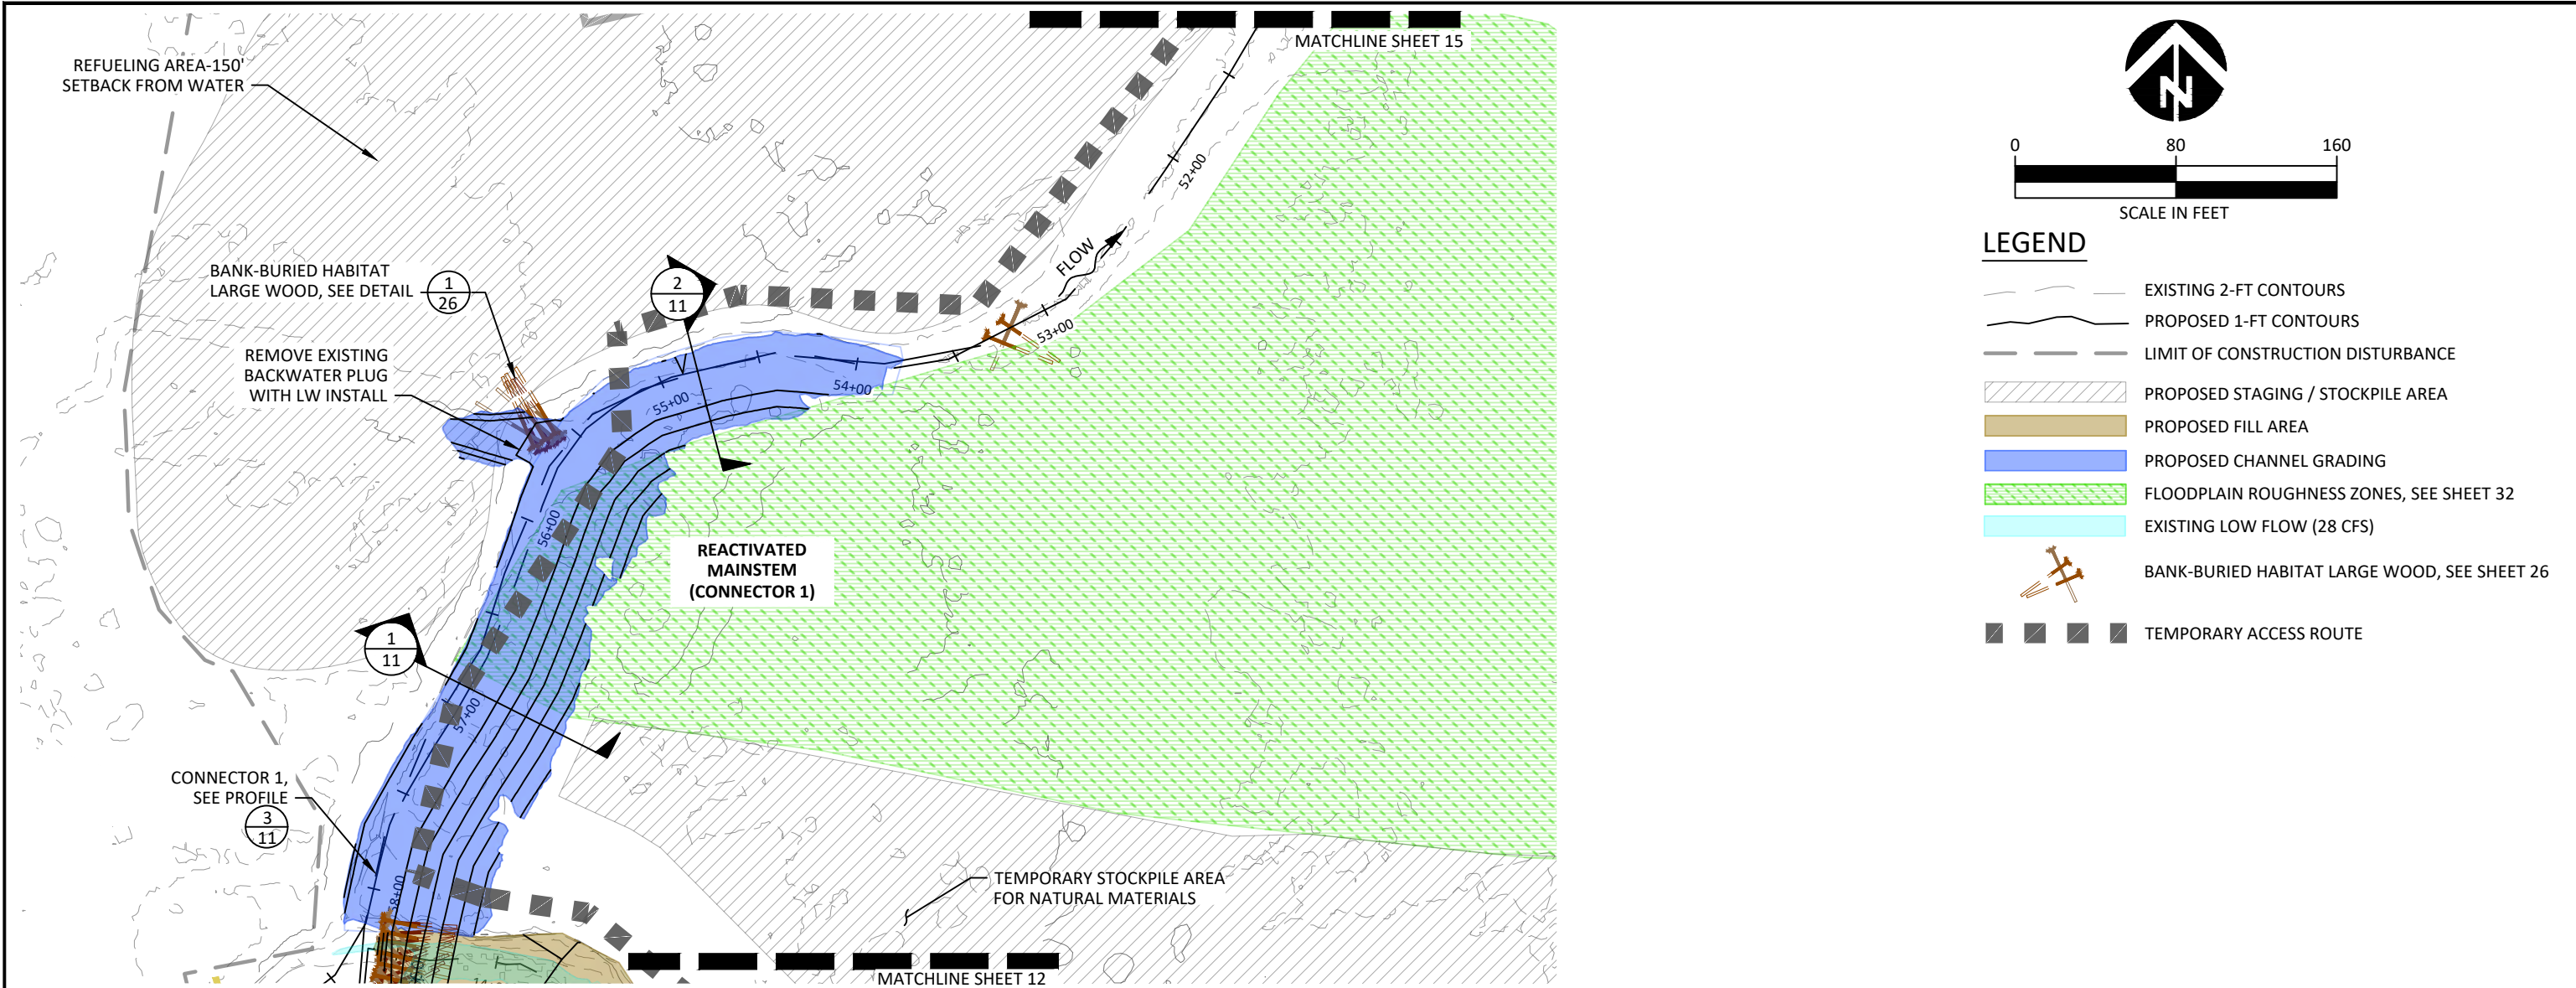 MATCHLINE SHEET 15
REFUELING AREA-150'
SETBACK FROM WATER
52+00
FLOW
BANK-BURIED HABITAT
LARGE WOOD, SEE DETAIL
1
26
2
11
53+00
REMOVE EXISTING
BACKWATER PLUG
WITH LW INSTALL
54+00
55+00
56+00
REACTIVATED
MAINSTEM
(CONNECTOR 1)
1
11
57+00
CONNECTOR 1,
SEE PROFILE
3
11
58+00
TEMPORARY STOCKPILE AREA
FOR NATURAL MATERIALS
MATCHLINE SHEET 12
N
0 80 160
SCALE IN FEET
LEGEND
EXISTING 2-FT CONTOURS
PROPOSED 1-FT CONTOURS
LIMIT OF CONSTRUCTION DISTURBANCE
PROPOSED STAGING / STOCKPILE AREA
PROPOSED FILL AREA
PROPOSED CHANNEL GRADING
FLOODPLAIN ROUGHNESS ZONES, SEE SHEET 32
EXISTING LOW FLOW (28 CFS)
BANK-BURIED HABITAT LARGE WOOD, SEE SHEET 26
TEMPORARY ACCESS ROUTE